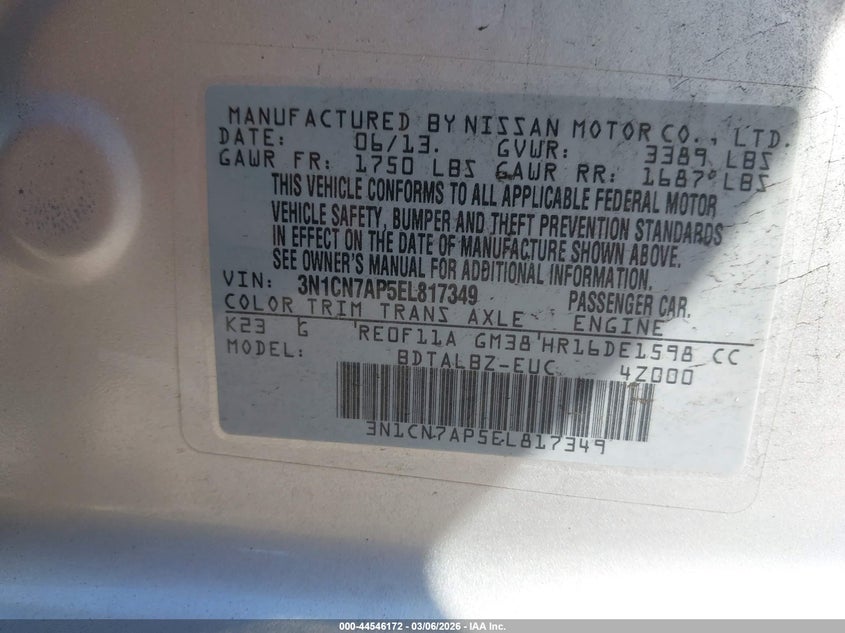 MANUFACTURED BY NISSAN MOTOR CO., LTD.
DATE: 06/13. GVWR: 3389 LBS
GAWR FR: 1750 LBS GAWR RR: 1687 LBS
THIS VEHICLE CONFORMS TO ALL APPLICABLE FEDERAL MOTOR
VEHICLE SAFETY, BUMPER AND THEFT PREVENTION STANDARDS
IN EFFECT ON THE DATE OF MANUFACTURE SHOWN ABOVE.
SEE OWNER'S MANUAL FOR ADDITIONAL INFORMATION.
VIN: 3N1CN7AP5EL817349 PASSENGER CAR.
COLOR TRIM TRANS AXLE ENGINE
K23 G RE0F11A GM38 HR16DE1598 CC
MODEL: BDTALBZ-EUC 4Z000
3N1CN7AP5EL817349
000-44546172 — 03/06/2026 — IAA Inc.